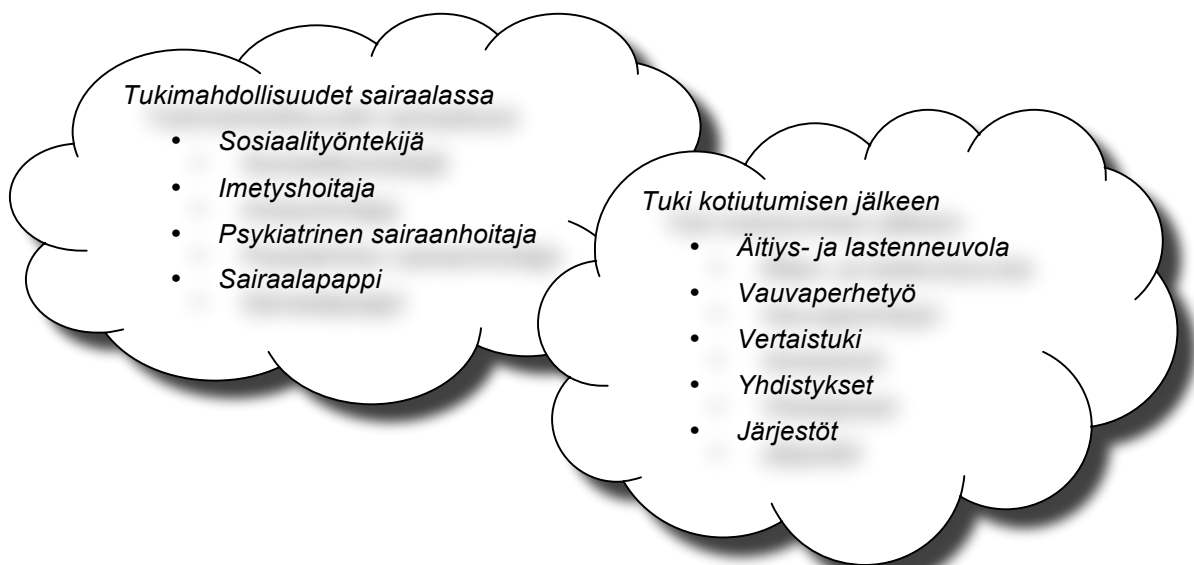 Tukimahdollisuudet sairaalassa
• Sosiaalityöntekijä
• Imetyshoitaja
• Psykiatrinen sairaanhoitaja
• Sairaalapappi
Tuki kotiutumisen jälkeen
• Äitiys- ja lastenneuvola
• Vauvaperhetyö
• Vertaistuki
• Yhdistykset
• Järjestöt